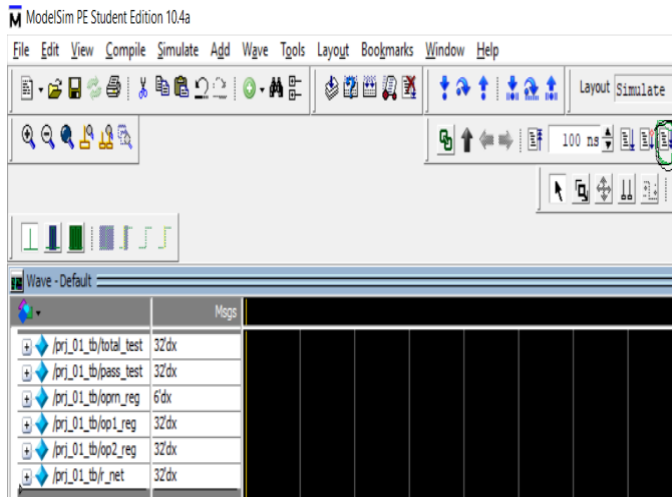 ModelSim PE Student Edition 10.4a
File Edit View Compile Simulate Add Wave Tools Layout Bookmarks Window Help
Layout Simulate
100 ns
Wave - Default
Msgs
/prj_01_tb/total_test 32'dx
/prj_01_tb/pass_test 32'dx
/prj_01_tb/oprn_reg 6'dx
/prj_01_tb/op1_reg 32'dx
/prj_01_tb/op2_reg 32'dx
/prj_01_tb/r_net 32'dx